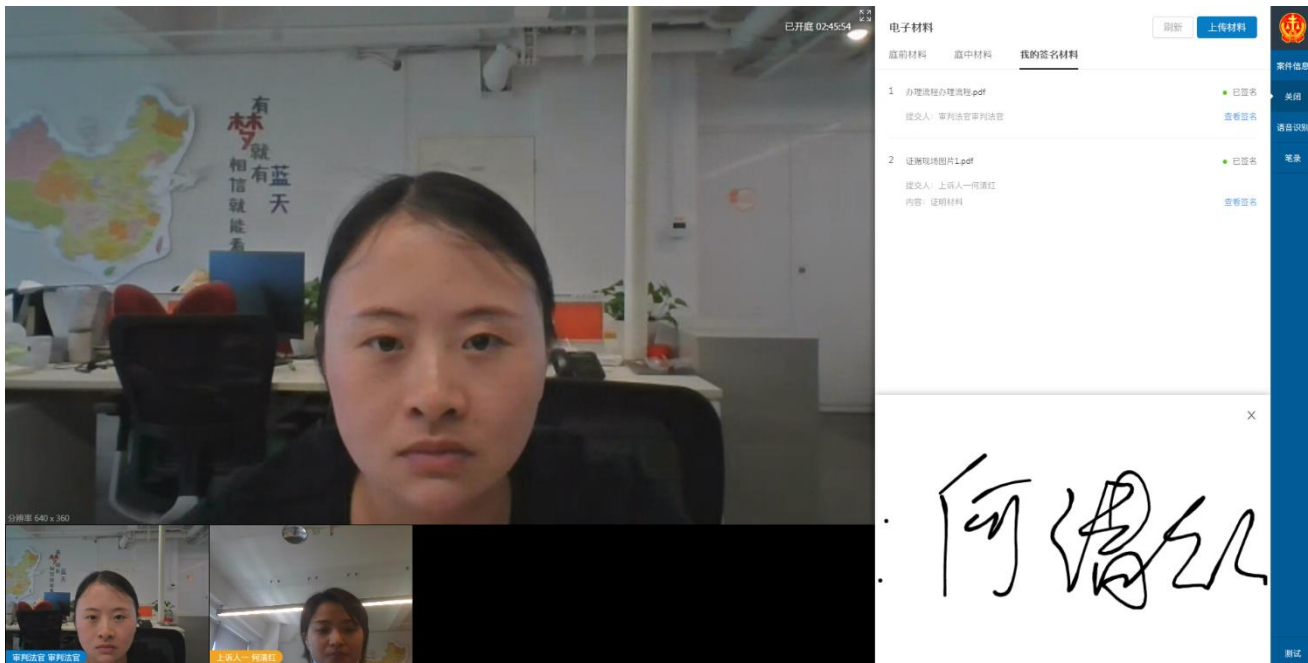 已开庭 02:45:54
有
梦
就
有
蓝
天
相
信
就
能
看
分辨率 640 x 360
审判法官 审判法官
上诉人一 何清红
电子材料
刷新
上传材料
庭前材料
庭中材料
我的签名材料
1 办理流程办理流程.pdf
已签名
提交人：审判法官审判法官
查看签名
2 证据现场图片1.pdf
已签名
提交人：上诉人一何清红
内容：证明材料
查看签名
X
何清红
案件信息
关闭
语音识别
笔录
测试